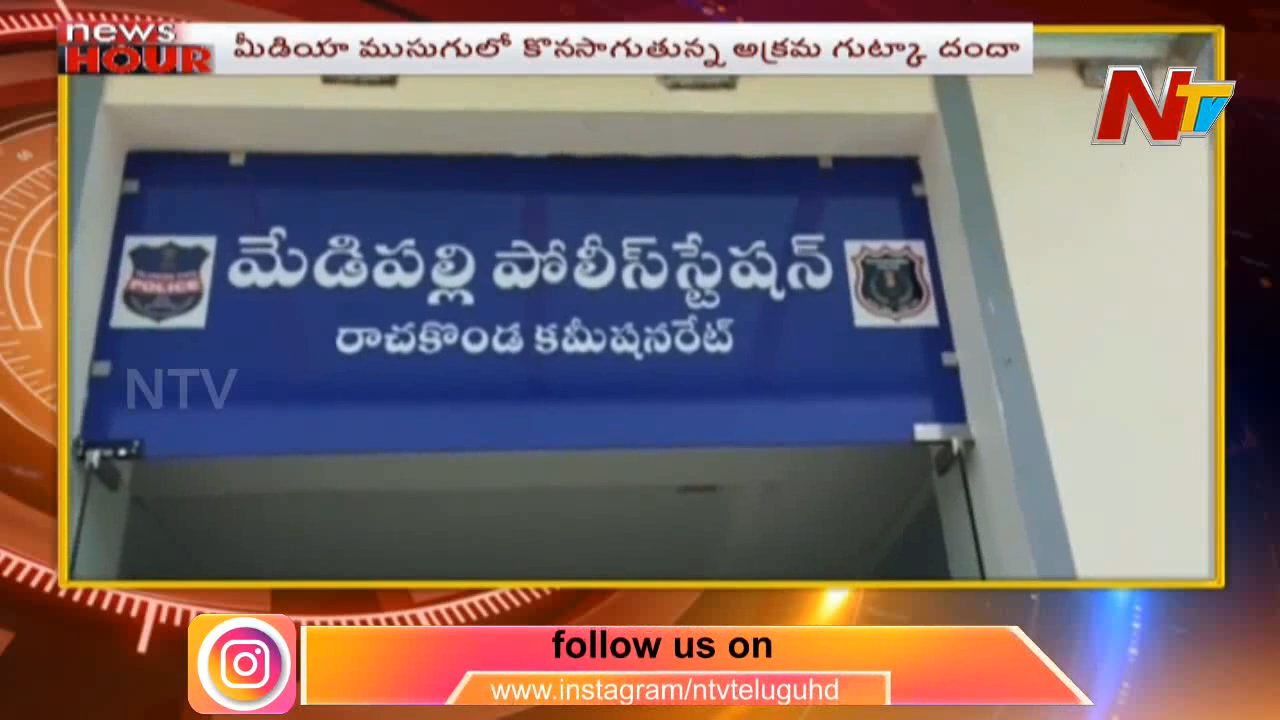 news
HOUR
మీడియా ముసుగులో కొనసాగుతున్న అక్రమ గుట్కా దందా
NTV
మేడిపల్లి పోలీస్‌స్టేషన్
POLICE
రాచకొండ కమీషనరేట్
NTV
follow us on
www.instagram/ntvteluguhd